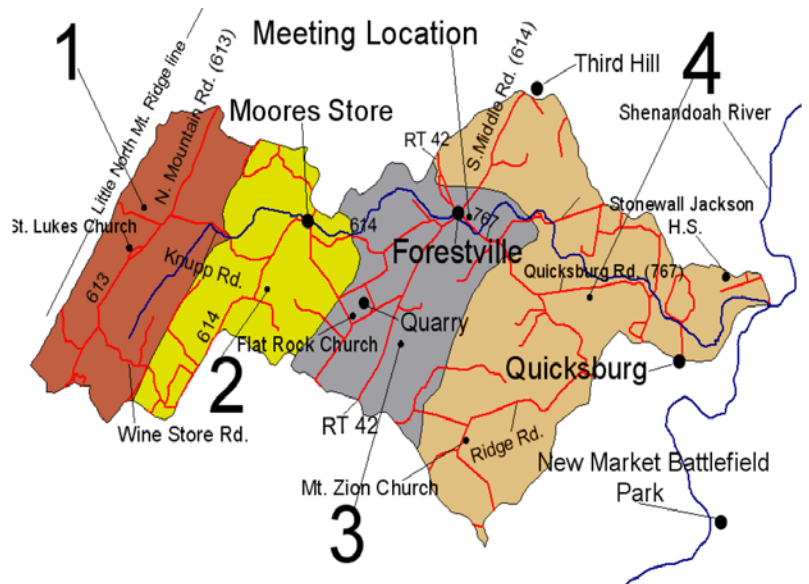 Meeting Location
1
Little North Mt. Ridge line
N. Mountain Rd. (613)
Moores Store
S.Middle Rd. (614)
Third Hill
4
Shenandoah River
RT 42
St. Lukes Church
Knupp Rd.
614
767
Forestville
Stonewall Jackson
H.S.
613
Quicksburg Rd. (767)
614
Quarry
Flat Rock Church
2
Quicksburg
Wine Store Rd.
RT 42
Ridge Rd.
Mt. Zion Church
New Market Battlefield
Park
3